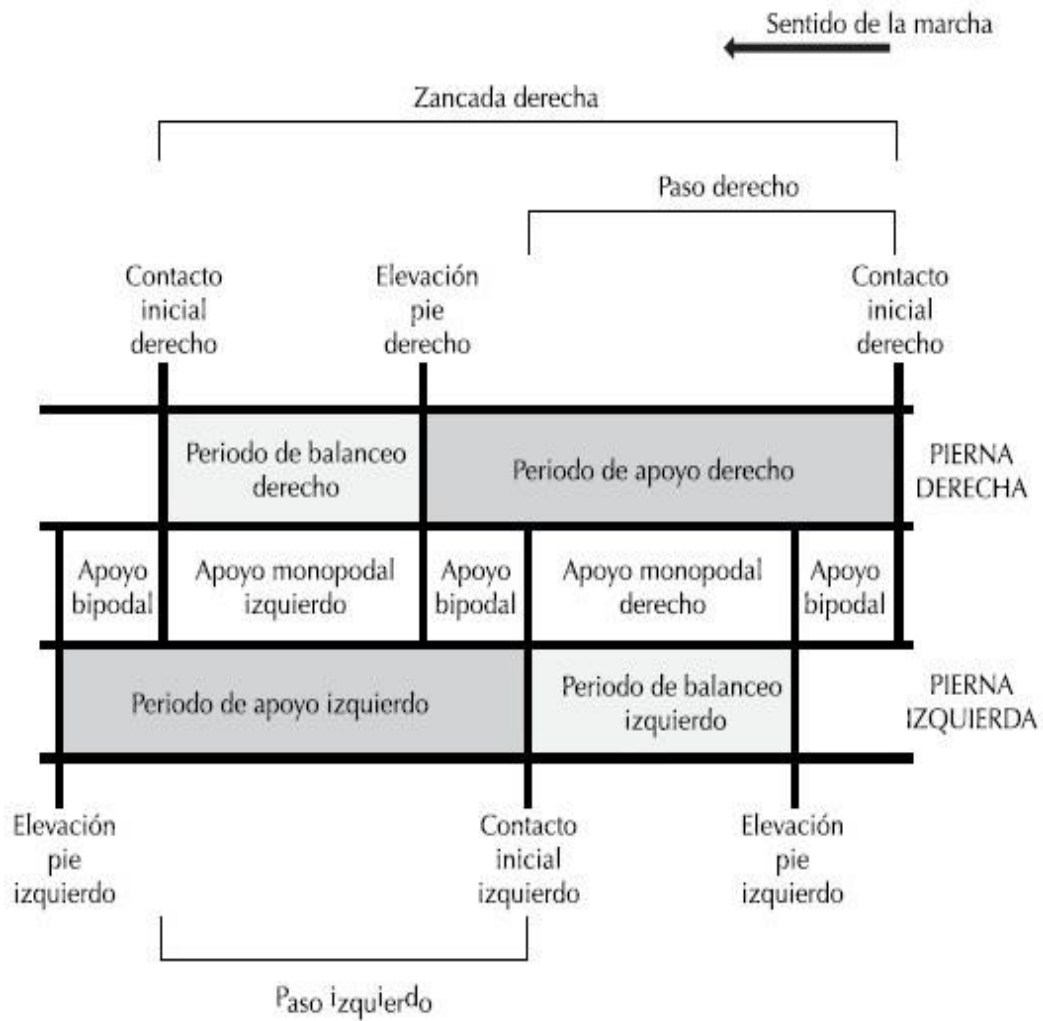 Sentido de la marcha
Zancada derecha
Paso derecho
Contacto
inicial
derecho
Elevación
pie
derecho
Contacto
inicial
derecho
Periodo de balanceo
derecho
Periodo de apoyo derecho
PIERNA
DERECHA
Apoyo
bipodal
Apoyo monopodal
izquierdo
Apoyo
bipodal
Apoyo monopodal
derecho
Apoyo
bipodal
Periodo de apoyo izquierdo
Periodo de balanceo
izquierdo
PIERNA
IZQUIERDA
Elevación
pie
izquierdo
Contacto
inicial
izquierdo
Elevación
pie
izquierdo
Paso izquierdo